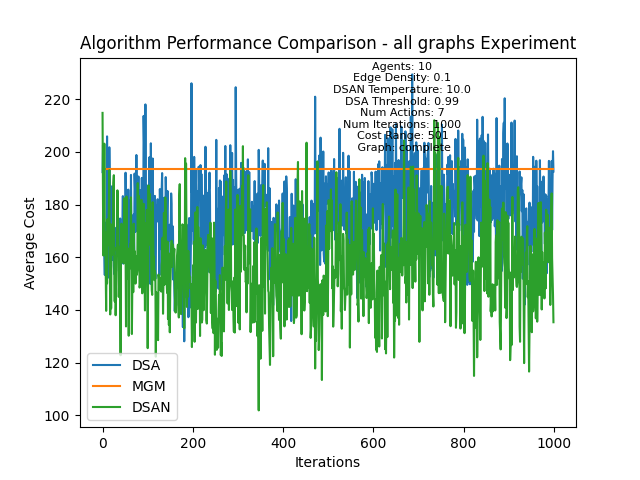 Algorithm Performance Comparison - all graphs Experiment
Agents: 10
Edge Density: 0.1
DSAN Temperature: 10.0
DSA Threshold: 0.99
Num Actions: 7
Num Iterations: 1000
Cost Range: 501
Graph: complete
Average Cost
220
200
180
160
140
120
100
DSA
MGM
DSAN
0
200
400
600
800
1000
Iterations